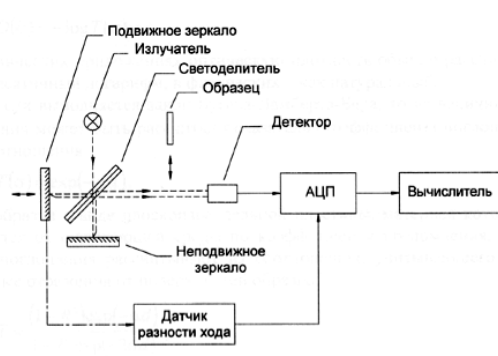 Подвижное зеркало
Излучатель
Светоделитель
Образец
Детектор
АЦП
Вычислитель
Неподвижное
зеркало
Датчик
разности хода